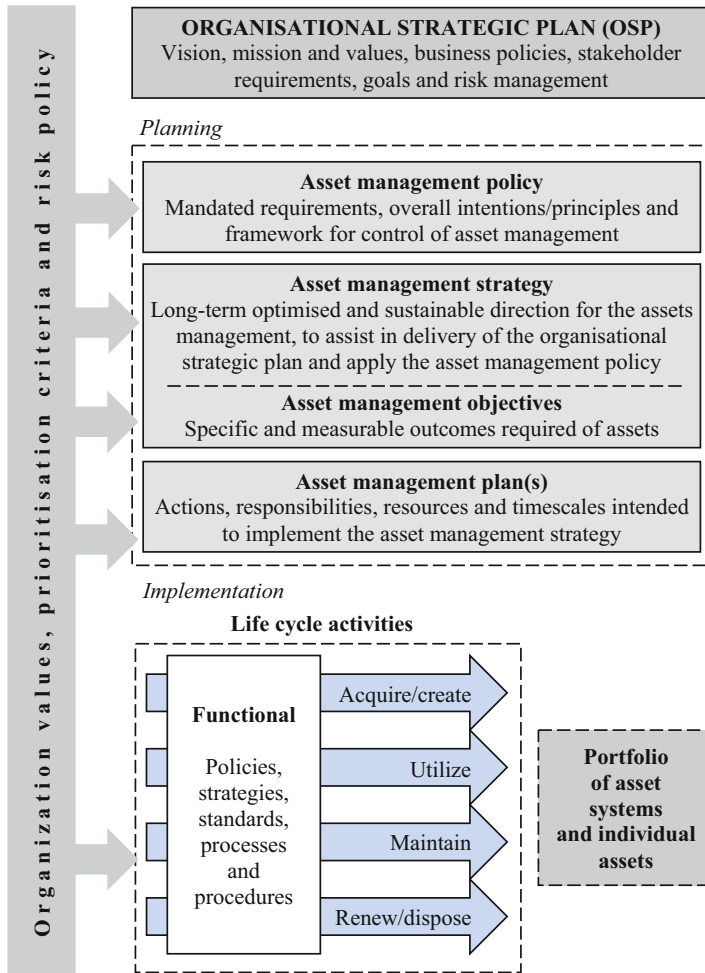 ORGANISATIONAL STRATEGIC PLAN (OSP)
Vision, mission and values, business policies, stakeholder
requirements, goals and risk management
Organization values, prioritisation criteria and risk policy
Planning
Asset management policy
Mandated requirements, overall intentions/principles and
framework for control of asset management
Asset management strategy
Long-term optimised and sustainable direction for the assets
management, to assist in delivery of the organisational
strategic plan and apply the asset management policy
Asset management objectives
Specific and measurable outcomes required of assets
Asset management plan(s)
Actions, responsibilities, resources and timescales intended
to implement the asset management strategy
Implementation
Life cycle activities
Functional
Policies,
strategies,
standards,
processes
and
procedures
Acquire/create
Utilize
Maintain
Renew/dispose
Portfolio
of asset
systems
and individual
assets